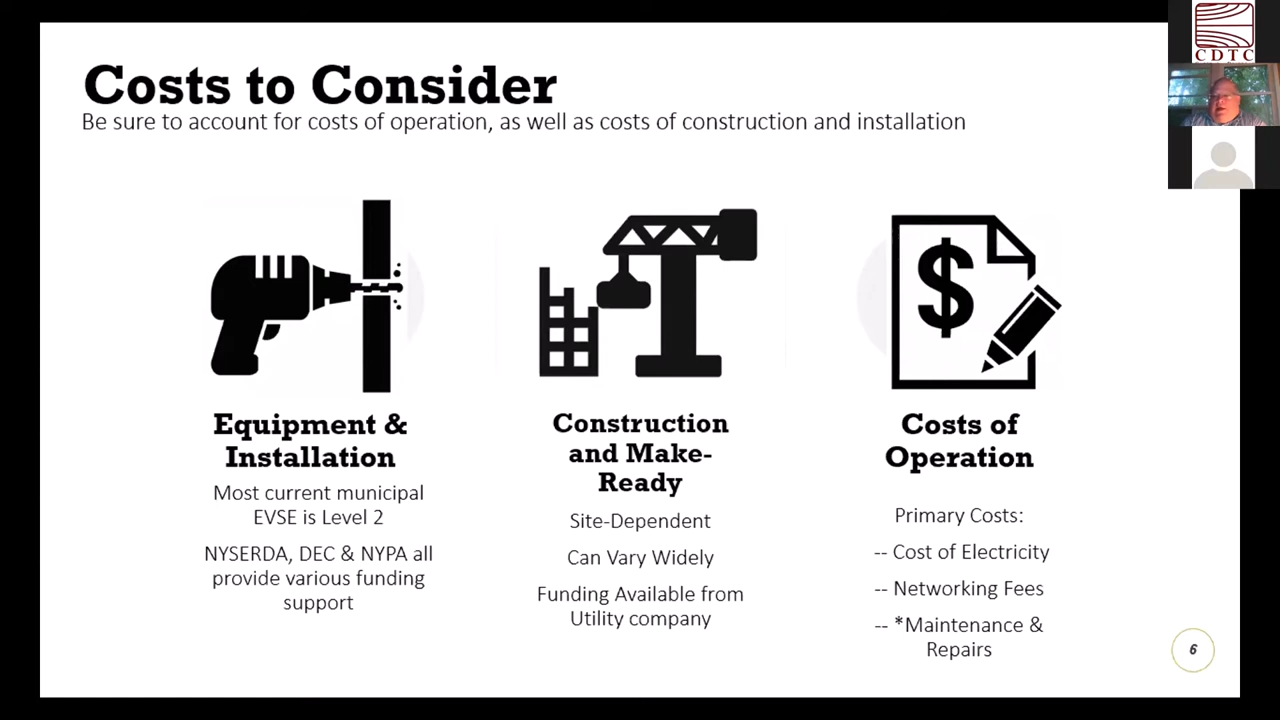 Costs to Consider
Be sure to account for costs of operation, as well as costs of construction and installation
CDTC
$
Equipment &
Installation
Most current municipal
EVSE is Level 2
NYSERDA, DEC & NYPA all
provide various funding
support
Construction
and Make-
Ready
Site-Dependent
Can Vary Widely
Funding Available from
Utility company
Costs of
Operation
Primary Costs:
-- Cost of Electricity
-- Networking Fees
-- *Maintenance &
Repairs
6